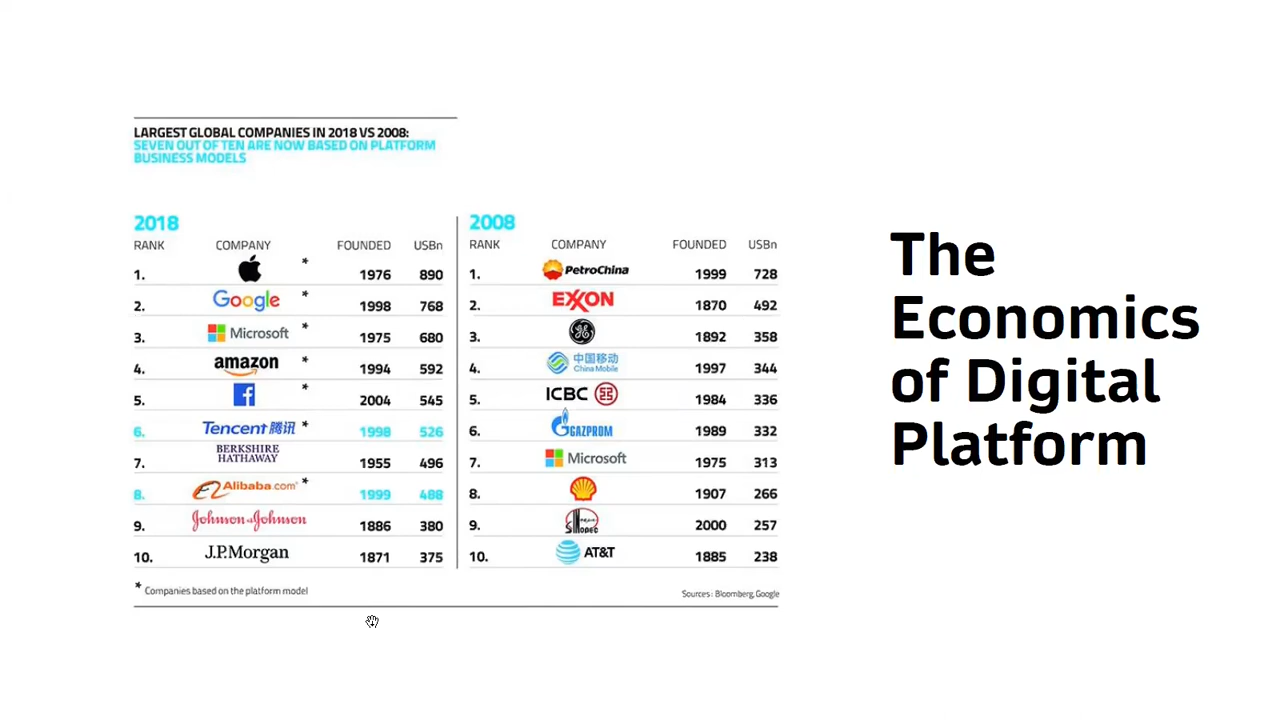 LARGEST GLOBAL COMPANIES IN 2018 VS 2008:
SEVEN OUT OF TEN ARE NOW BASED ON PLATFORM
BUSINESS MODELS
2018
RANK COMPANY FOUNDED USBn
1. * 1976 890
2. Google * 1998 768
3. Microsoft * 1975 680
4. amazon * 1994 592
5. f * 2004 545
6. Tencent 腾讯 * 1998 526
7. BERKSHIRE HATHAWAY 1955 496
8. Alibaba.com * 1999 488
9. Johnson & Johnson 1886 380
10. J.P.Morgan 1871 375
* Companies based on the platform model
2008
RANK COMPANY FOUNDED USBn
1. PetroChina 1999 728
2. EXXON 1870 492
3. GE 1892 358
4. 中国移动 China Mobile 1997 344
5. ICBC 1984 336
6. GAZPROM 1989 332
7. Microsoft 1975 313
8. 1907 266
9. Sinopec 2000 257
10. AT&T 1885 238
Sources: Bloomberg, Google
The
Economics
of Digital
Platform